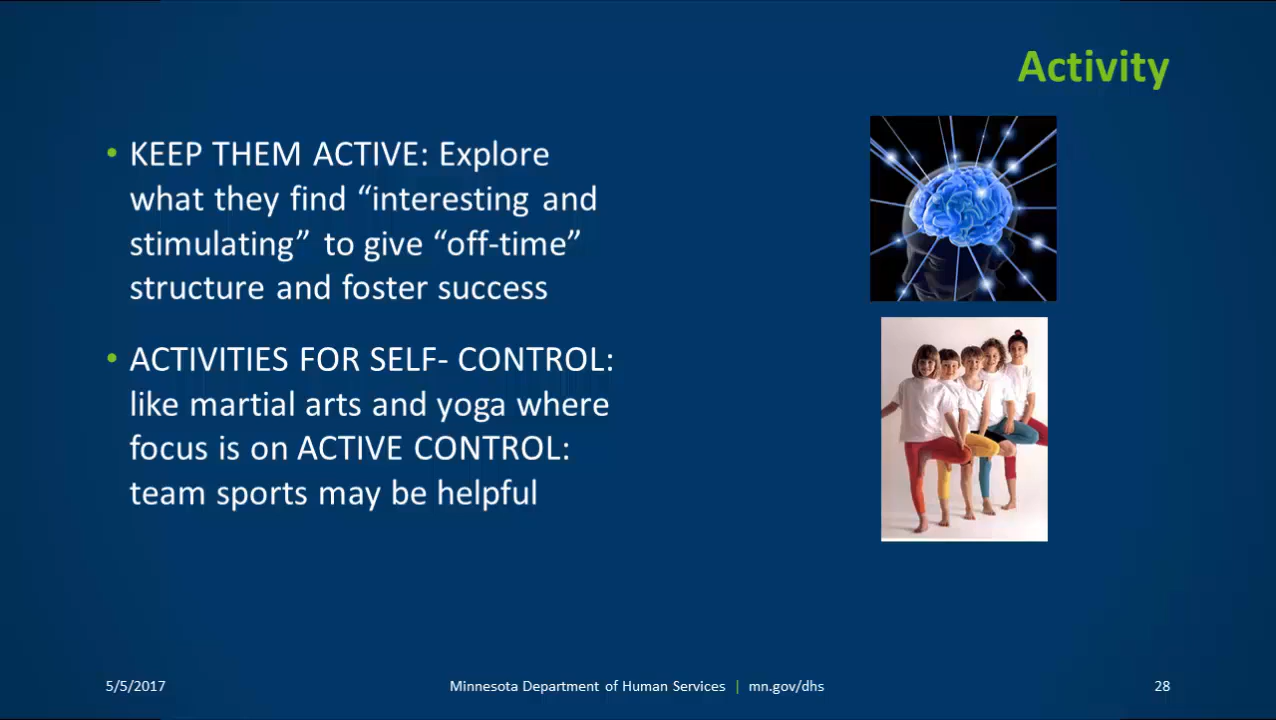 Activity
• KEEP THEM ACTIVE: Explore
what they find “interesting and
stimulating” to give “off-time”
structure and foster success
• ACTIVITIES FOR SELF- CONTROL:
like martial arts and yoga where
focus is on ACTIVE CONTROL:
team sports may be helpful
5/5/2017 Minnesota Department of Human Services | mn.gov/dhs 28